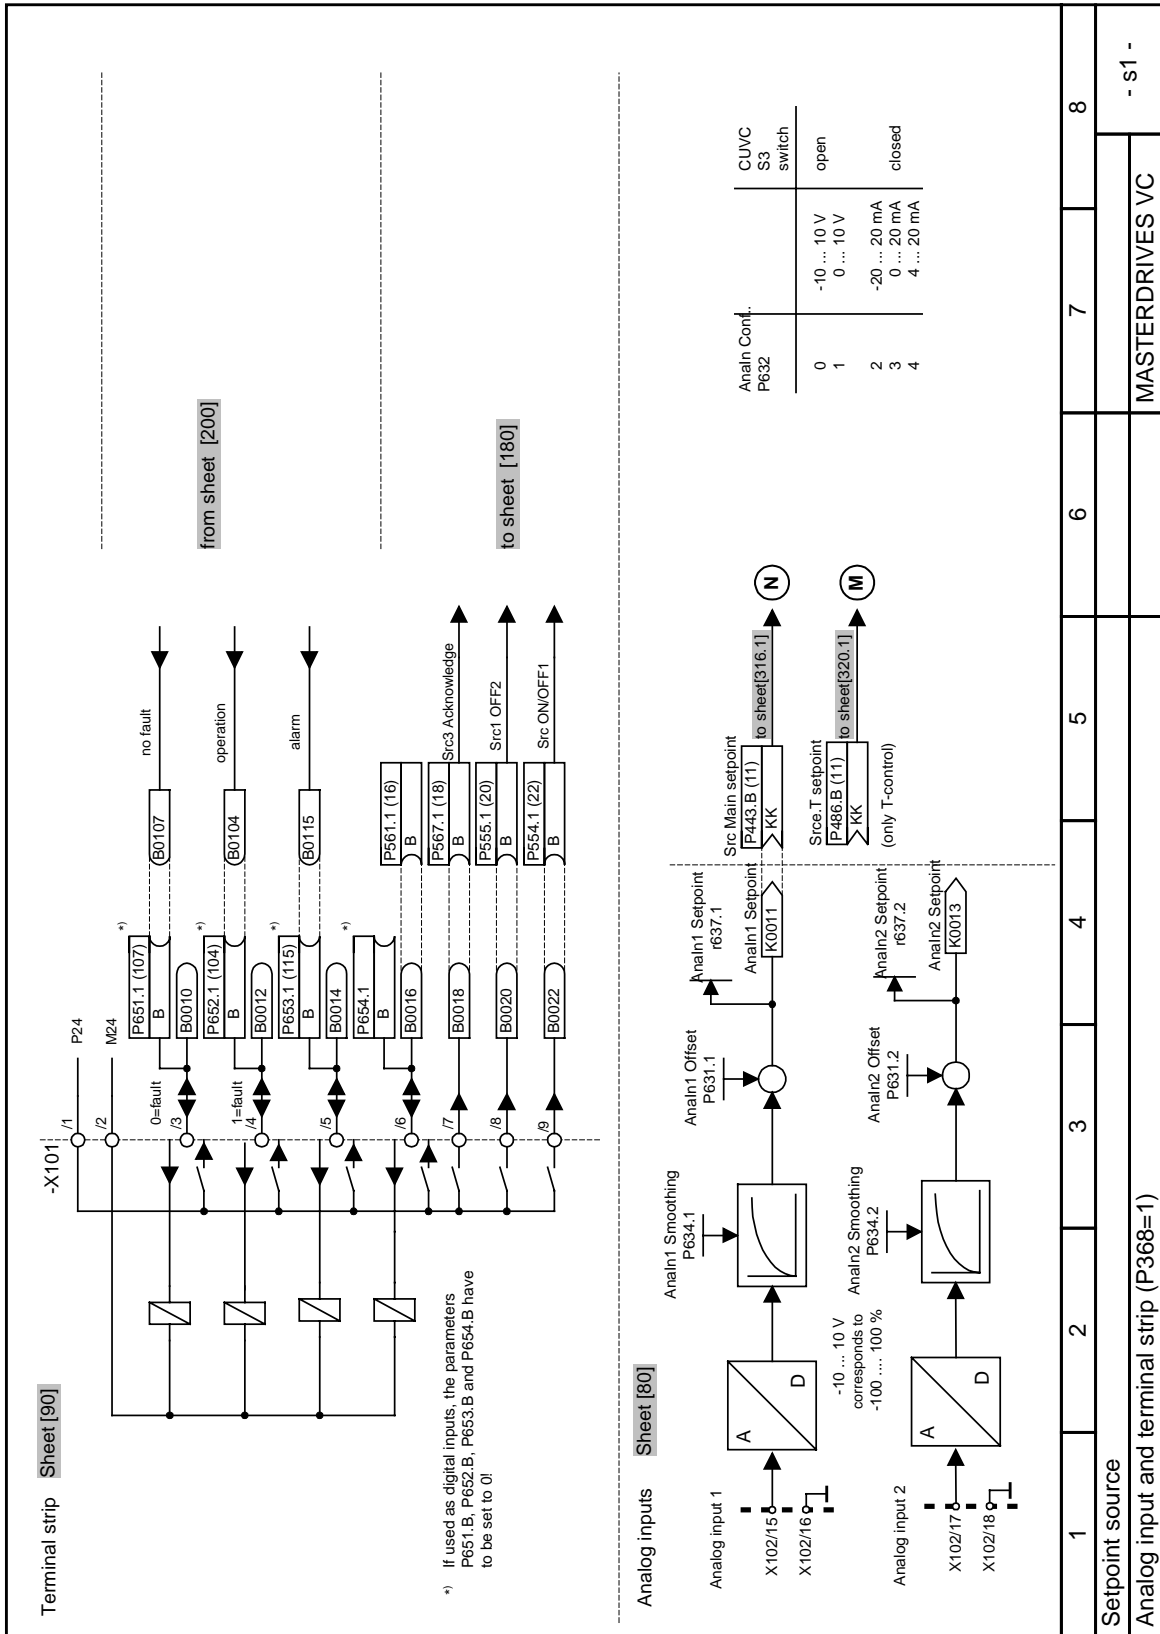 Terminal strip Sheet [90]
-X101
/1 P24
/2 M24
0=fault
/3
P651.1 (107) *)
B
B0010
B0107
no fault
1=fault
/4
P652.1 (104) *)
B
B0012
B0104
operation
from sheet [200]
/5
P653.1 (115) *)
B
B0014
B0115
alarm
/6
P654.1 *)
B
B0016
P561.1 (16)
B
/7
B0018
P567.1 (18)
B
Src3 Acknowledge
/8
B0020
P555.1 (20)
B
Src1 OFF2
to sheet [180]
/9
B0022
P554.1 (22)
B
Src ON/OFF1
*) If used as digital inputs, the parameters
P651.B, P652.B, P653.B and P654.B have
to be set to 0!
Analog inputs Sheet [80]
Analog input 1
X102/15
X102/16
A
D
-10 ... 10 V
corresponds to
-100 .... 100 %
AnaIn1 Smoothing
P634.1
AnaIn1 Offset
P631.1
AnaIn1 Setpoint
r637.1
AnaIn1 Setpoint
K0011
Src Main setpoint
P443.B (11)
KK
to sheet[316.1]
N
Analog input 2
X102/17
X102/18
A
D
AnaIn2 Smoothing
P634.2
AnaIn2 Offset
P631.2
AnaIn2 Setpoint
r637.2
AnaIn2 Setpoint
K0013
Srce.T setpoint
P486.B (11)
KK
(only T-control)
to sheet[320.1]
M
AnaIn Conf.. CUVC
P632 S3
switch
0 -10 ... 10 V open
1 0 ... 10 V
2 -20 ... 20 mA
3 0 ... 20 mA closed
4 4 ... 20 mA
1 2 3 4 5 6 7 8
Setpoint source
- s1 -
Analog input and terminal strip (P368=1) MASTERDRIVES VC